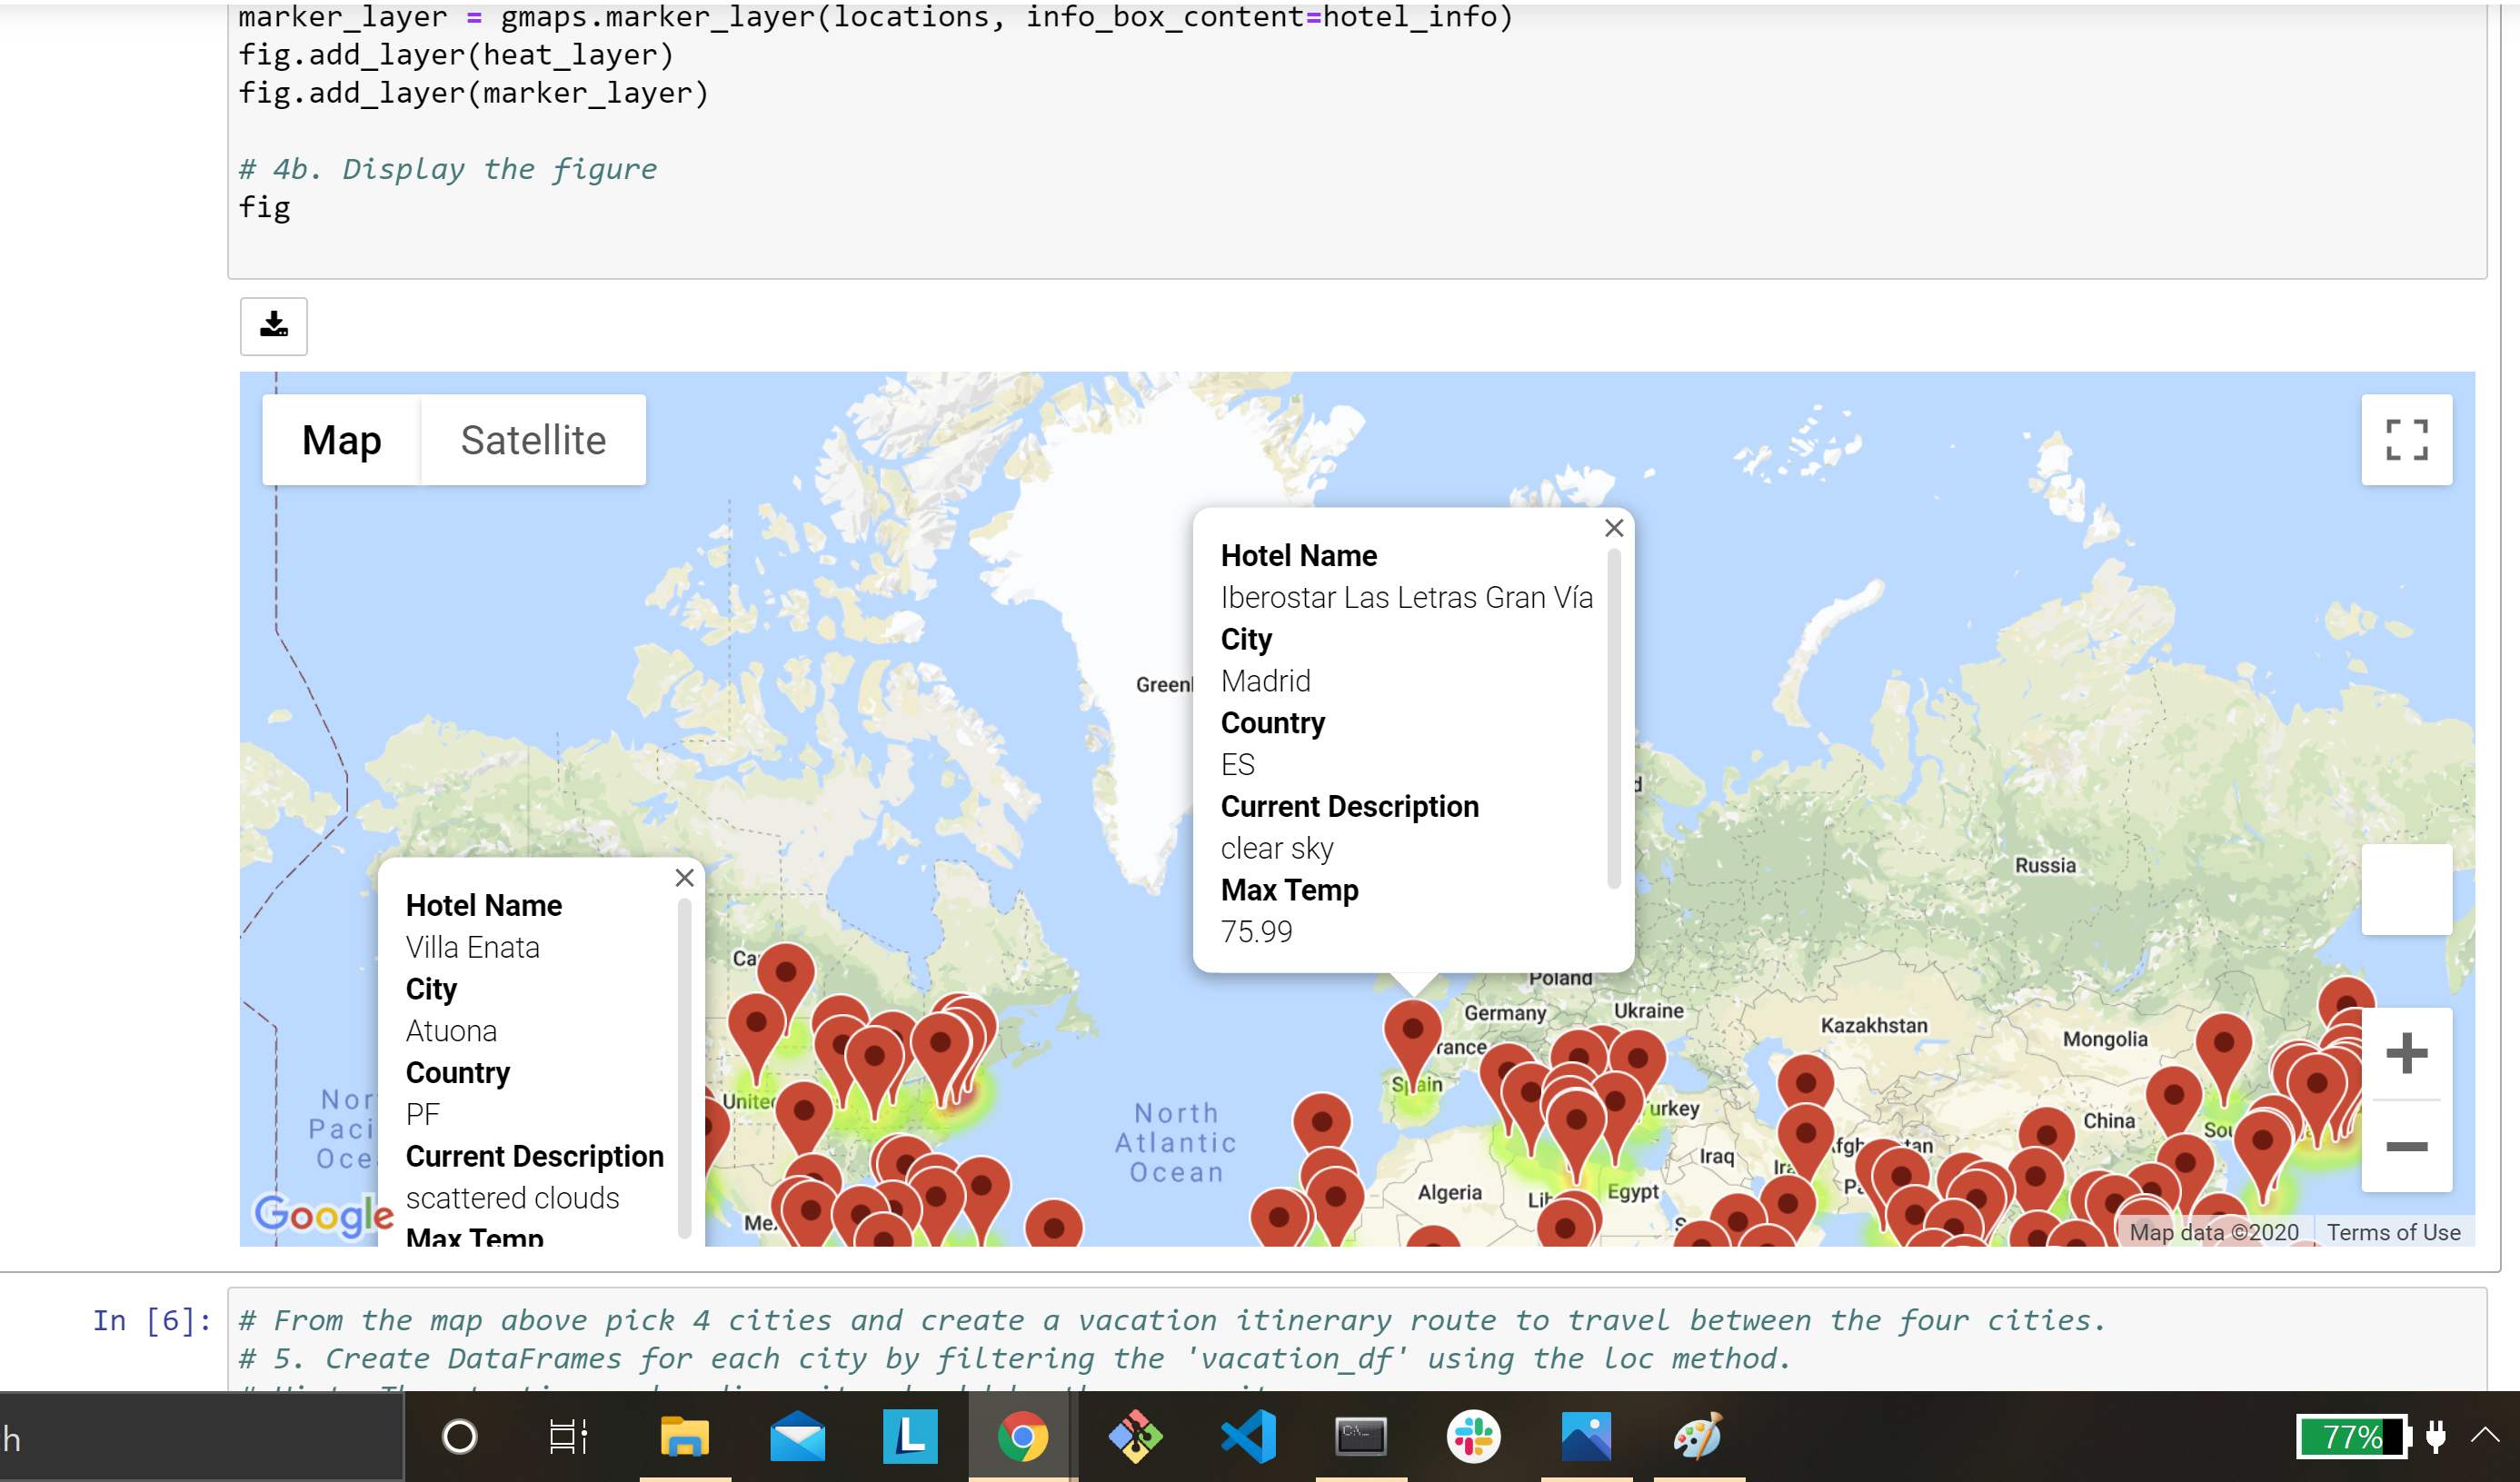 marker_layer = gmaps.marker_layer(locations, info_box_content=hotel_info)
fig.add_layer(heat_layer)
fig.add_layer(marker_layer)
# 4b. Display the figure
fig
Map Satellite
Hotel Name
Iberostar Las Letras Gran Vía
City
Madrid
Country
ES
Current Description
clear sky
Max Temp
75.99
Greenl
Russia
Hotel Name
Villa Enata
City
Atuona
Country
PF
Current Description
scattered clouds
Max Temp
Ca
Poland
Germany
Ukraine
rance
Kazakhstan
Mongolia
Spain
Unite
urkey
China
Sou
Nor
Paci
Oce
North
Atlantic
Ocean
Iraq
Ira
fgh tan
Algeria
Lib
Egypt
Me
Google
Map data ©2020 Terms of Use
In [6]:
# From the map above pick 4 cities and create a vacation itinerary route to travel between the four cities.
# 5. Create DataFrames for each city by filtering the 'vacation_df' using the loc method.
h
77%